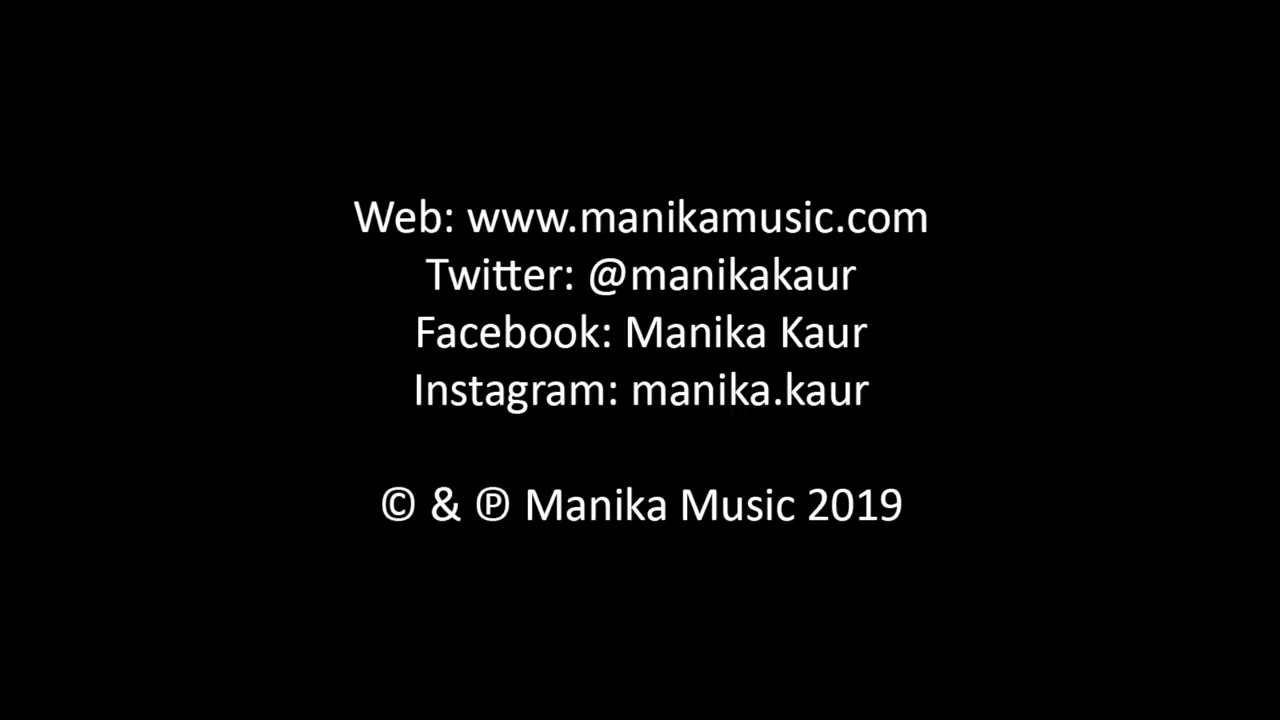 Web: www.manikamusic.com
Twitter: @manikakaur
Facebook: Manika Kaur
Instagram: manika.kaur
© & ℗ Manika Music 2019